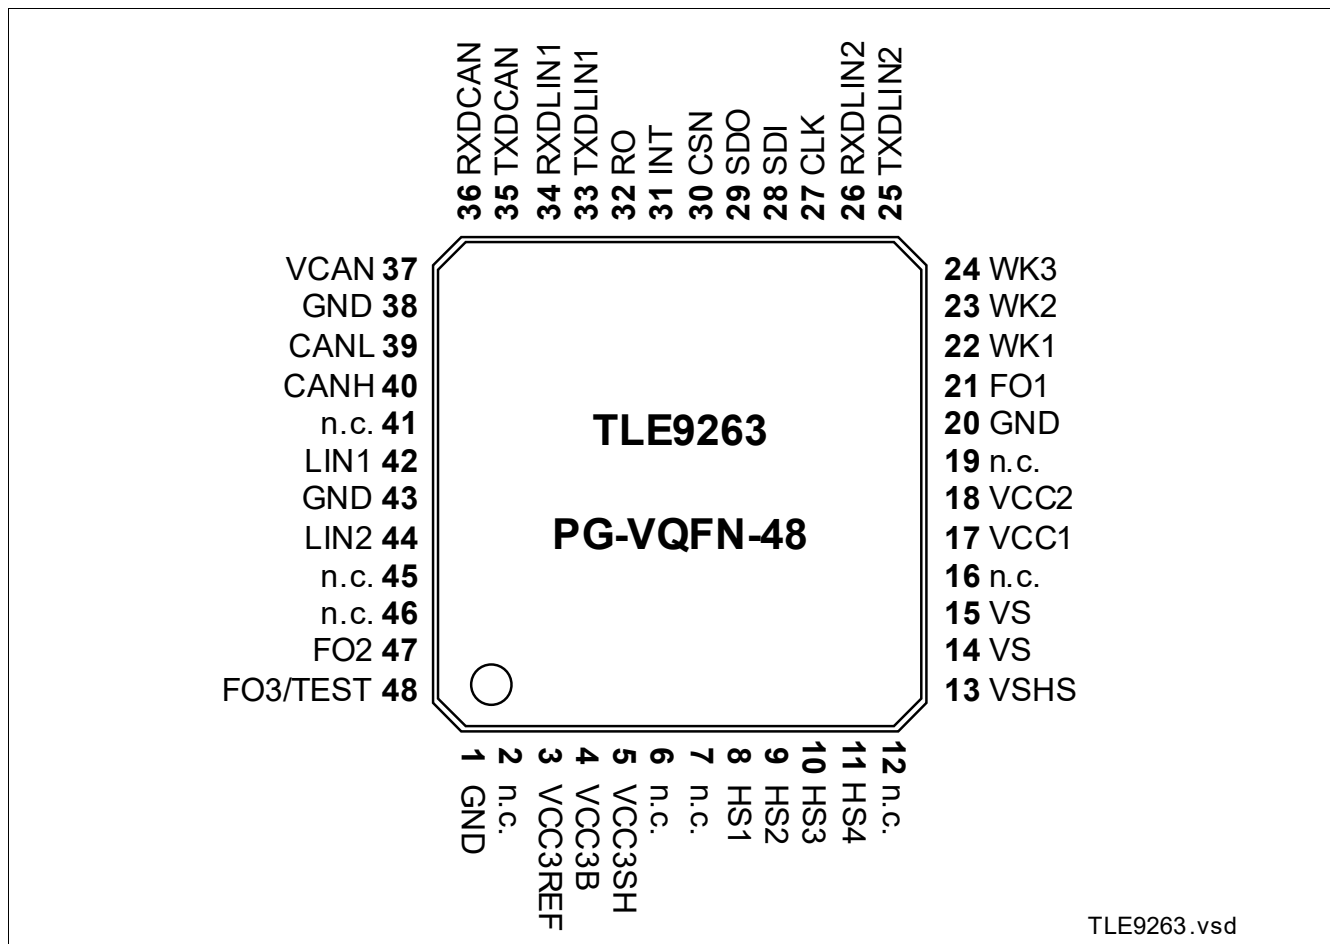 36 RXDCAN
35 TXDCAN
34 RXDLIN1
33 TXDLIN1
32 RO
31 INT
30 CSN
29 SDO
28 SDI
27 CLK
26 RXDLIN2
25 TXDLIN2
VCAN 37
GND 38
CANL 39
CANH 40
n.c. 41
LIN1 42
GND 43
LIN2 44
n.c. 45
n.c. 46
FO2 47
FO3/TEST 48
TLE9263
PG-VQFN-48
24 WK3
23 WK2
22 WK1
21 FO1
20 GND
19 n.c.
18 VCC2
17 VCC1
16 n.c.
15 VS
14 VS
13 VSHS
1 GND
2 n.c.
3 VCC3REF
4 VCC3B
5 VCC3SH
6 n.c.
7 n.c.
8 HS1
9 HS2
10 HS3
11 HS4
12 n.c.
TLE9263.vsd